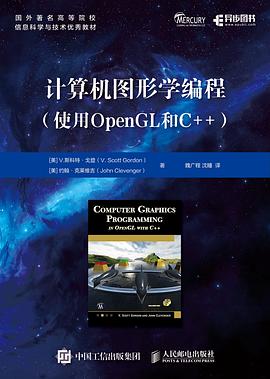 国外著名高等院校
信息科学与技术优秀教材
MERCURY
异步图书
www.epubit.com
计算机图形学编程
(使用OpenGL和C++)
[美] V.斯科特·戈登 (V. Scott Gordon)
[美] 约翰·克莱维吉 (John Clevenger)
著
魏广程 沈瞳 译
COMPUTER GRAPHICS
PROGRAMMING
IN OPENGL WITH C++
V. SCOTT GORDON AND JOHN CLEVENGER
中国工信出版集团
人民邮电出版社
POSTS & TELECOM PRESS